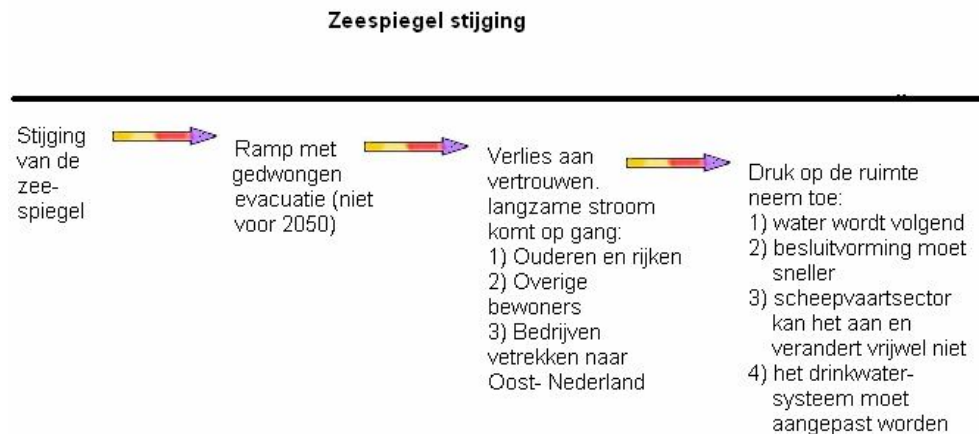 Zeespiegel stijging
Stijging
van de
zee-
spiegel
Ramp met
gedwongen
evacuatie (niet
voor 2050)
Verlies aan
vertrouwen.
langzame stroom
komt op gang:
1) Ouderen en rijken
2) Overige
bewoners
3) Bedrijven
vetrekken naar
Oost- Nederland
Druk op de ruimte
neem toe:
1) water wordt volgend
2) besluitvorming moet
sneller
3) scheepvaartsector
kan het aan en
verandert vrijwel niet
4) het drinkwater-
systeem moet
aangepast worden